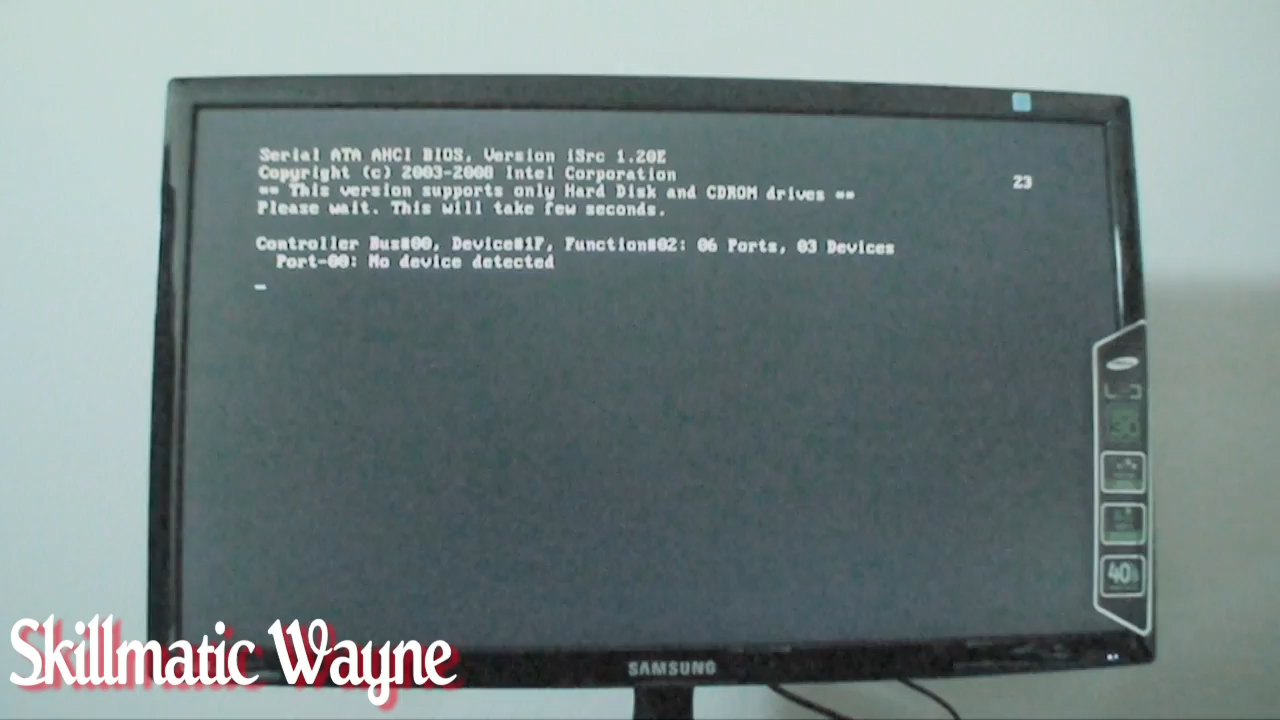 Serial ATA AHCI BIOS, Version iSrc 1.20E
Copyright (c) 2003-2008 Intel Corporation
== This version supports only Hard Disk and CDROM drives ==
Please wait. This will take few seconds.
23
Controller Bus#00, Device#1F, Function#02: 06 Ports, 03 Devices
Port-00: No device detected
_
40%
SAMSUNG
Skillmatic Wayne